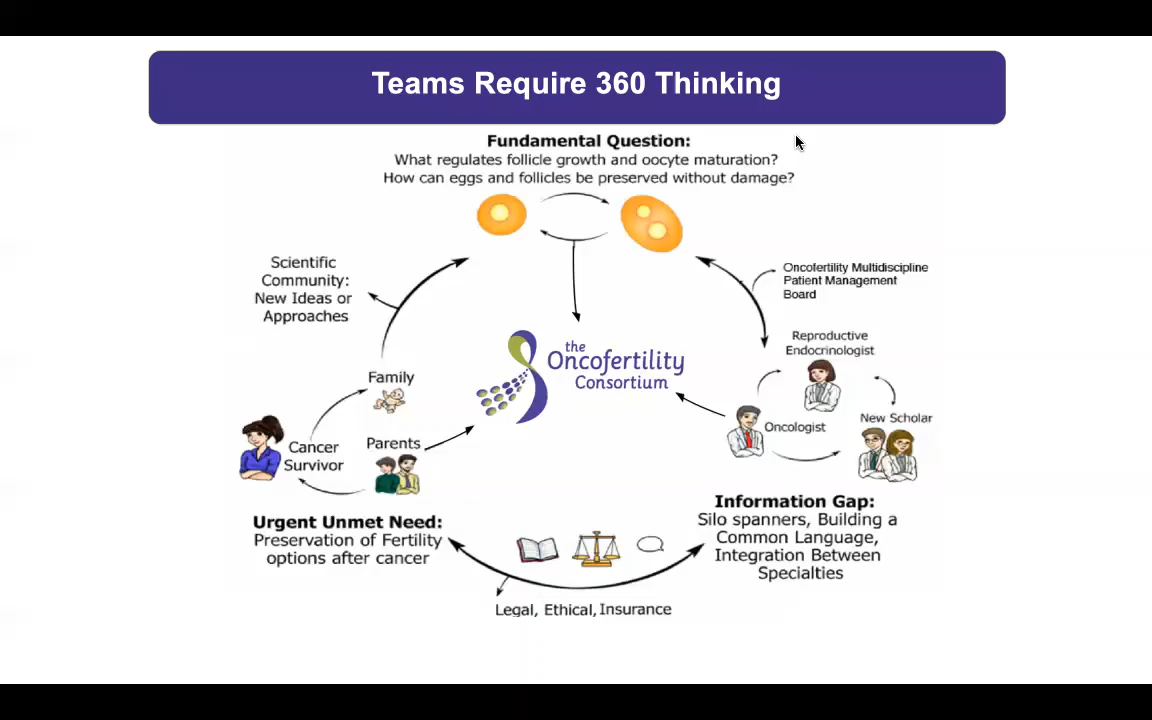 Teams Require 360 Thinking
Fundamental Question:
What regulates follicle growth and oocyte maturation?
How can eggs and follicles be preserved without damage?
Scientific
Community:
New Ideas or
Approaches
Oncofertility Multidiscipline
Patient Management
Board
Reproductive
Endocrinologist
the
Oncofertility
Consortium
Family
New Scholar
Oncologist
Cancer
Survivor
Parents
Urgent Unmet Need:
Preservation of Fertility
options after cancer
Information Gap:
Silo spanners, Building a
Common Language,
Integration Between
Specialties
Legal, Ethical, Insurance